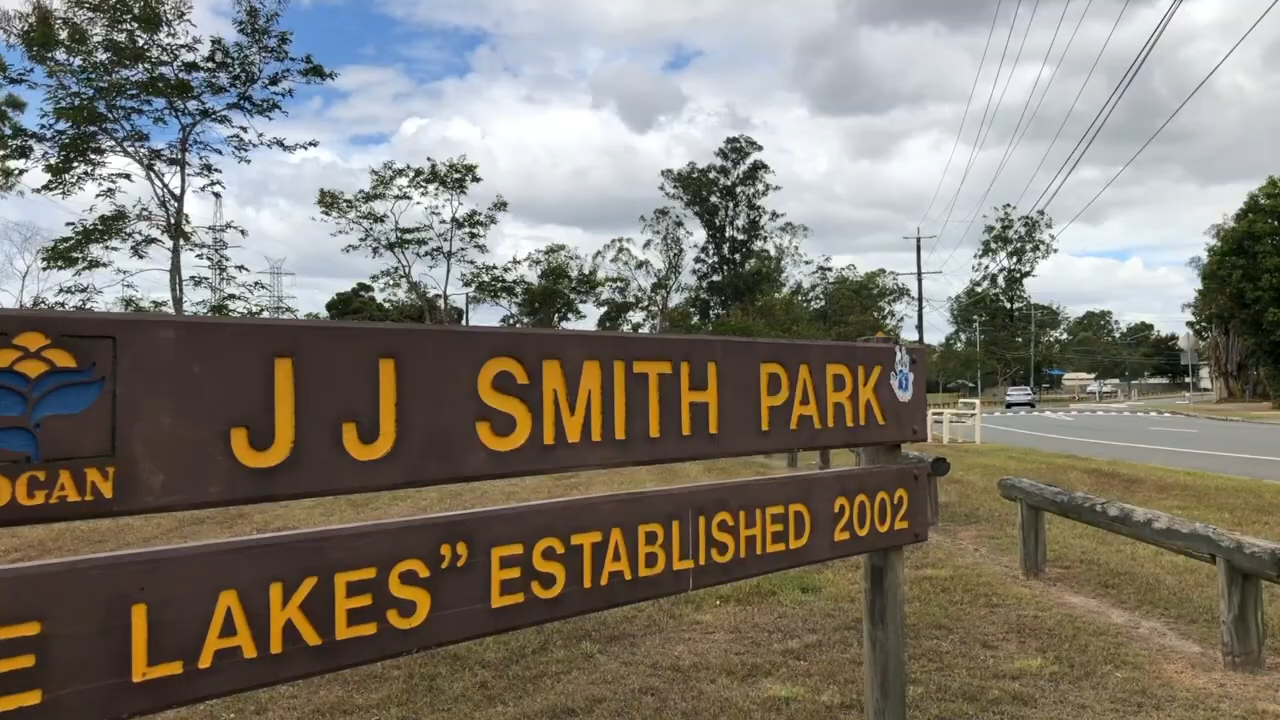 J J SMITH PARK
OGAN
E LAKES” ESTABLISHED 2002